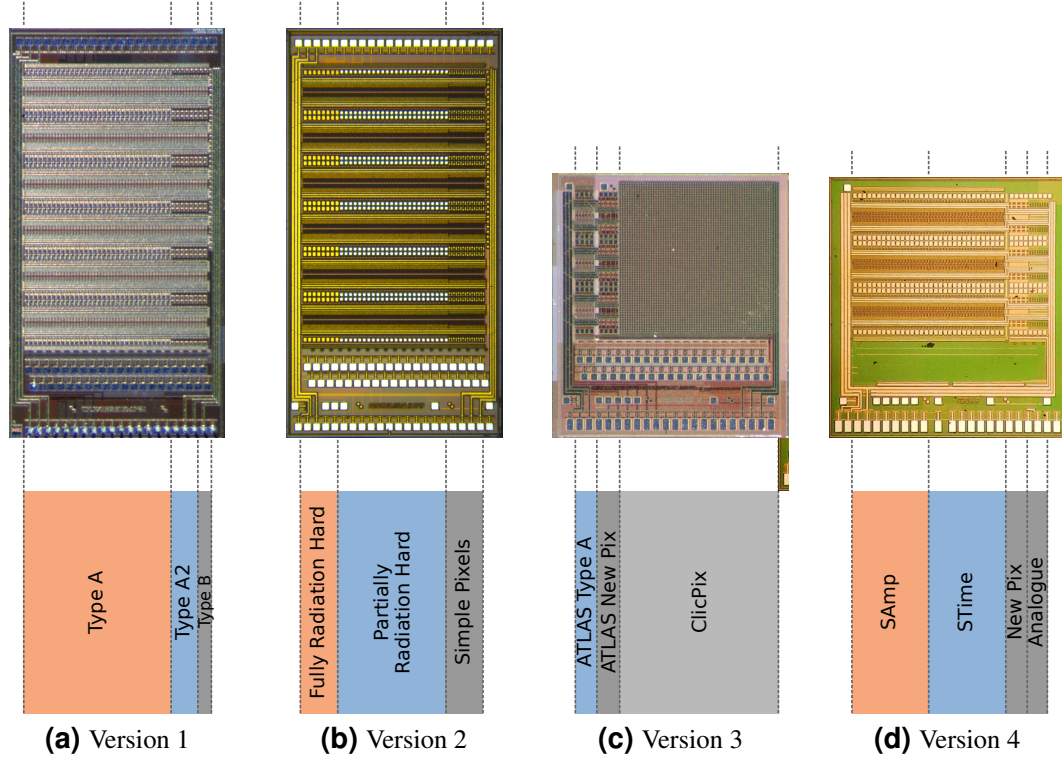 Type A
Type A2
Type B
Fully Radiation Hard
Partially
Radiation Hard
Simple Pixels
ATLAS Type A
ATLAS New Pix
ClicPix
SAmp
STime
New Pix
Analogue
(a) Version 1
(b) Version 2
(c) Version 3
(d) Version 4